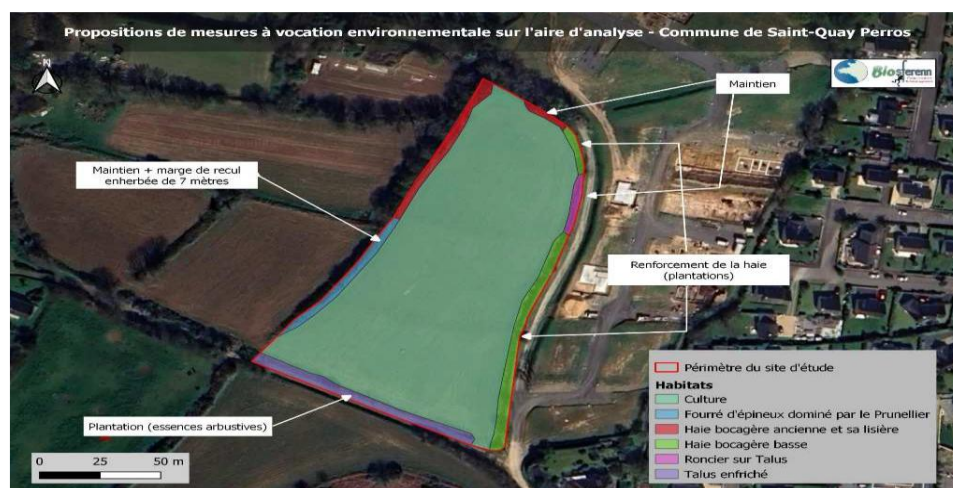 Propositions de mesures à vocation environnementale sur l'aire d'analyse - Commune de Saint-Quay Perros
N
Biosferenn
Maintien
Maintien + marge de recul
enherbée de 7 mètres
Renforcement de la haie
(plantations)
Plantation (essences arbustives)
Périmètre du site d'étude
Habitats
Culture
Fourré d'épineux dominé par le Prunellier
Haie bocagère ancienne et sa lisière
Haie bocagère basse
Roncier sur Talus
Talus enfriché
0 25 50 m